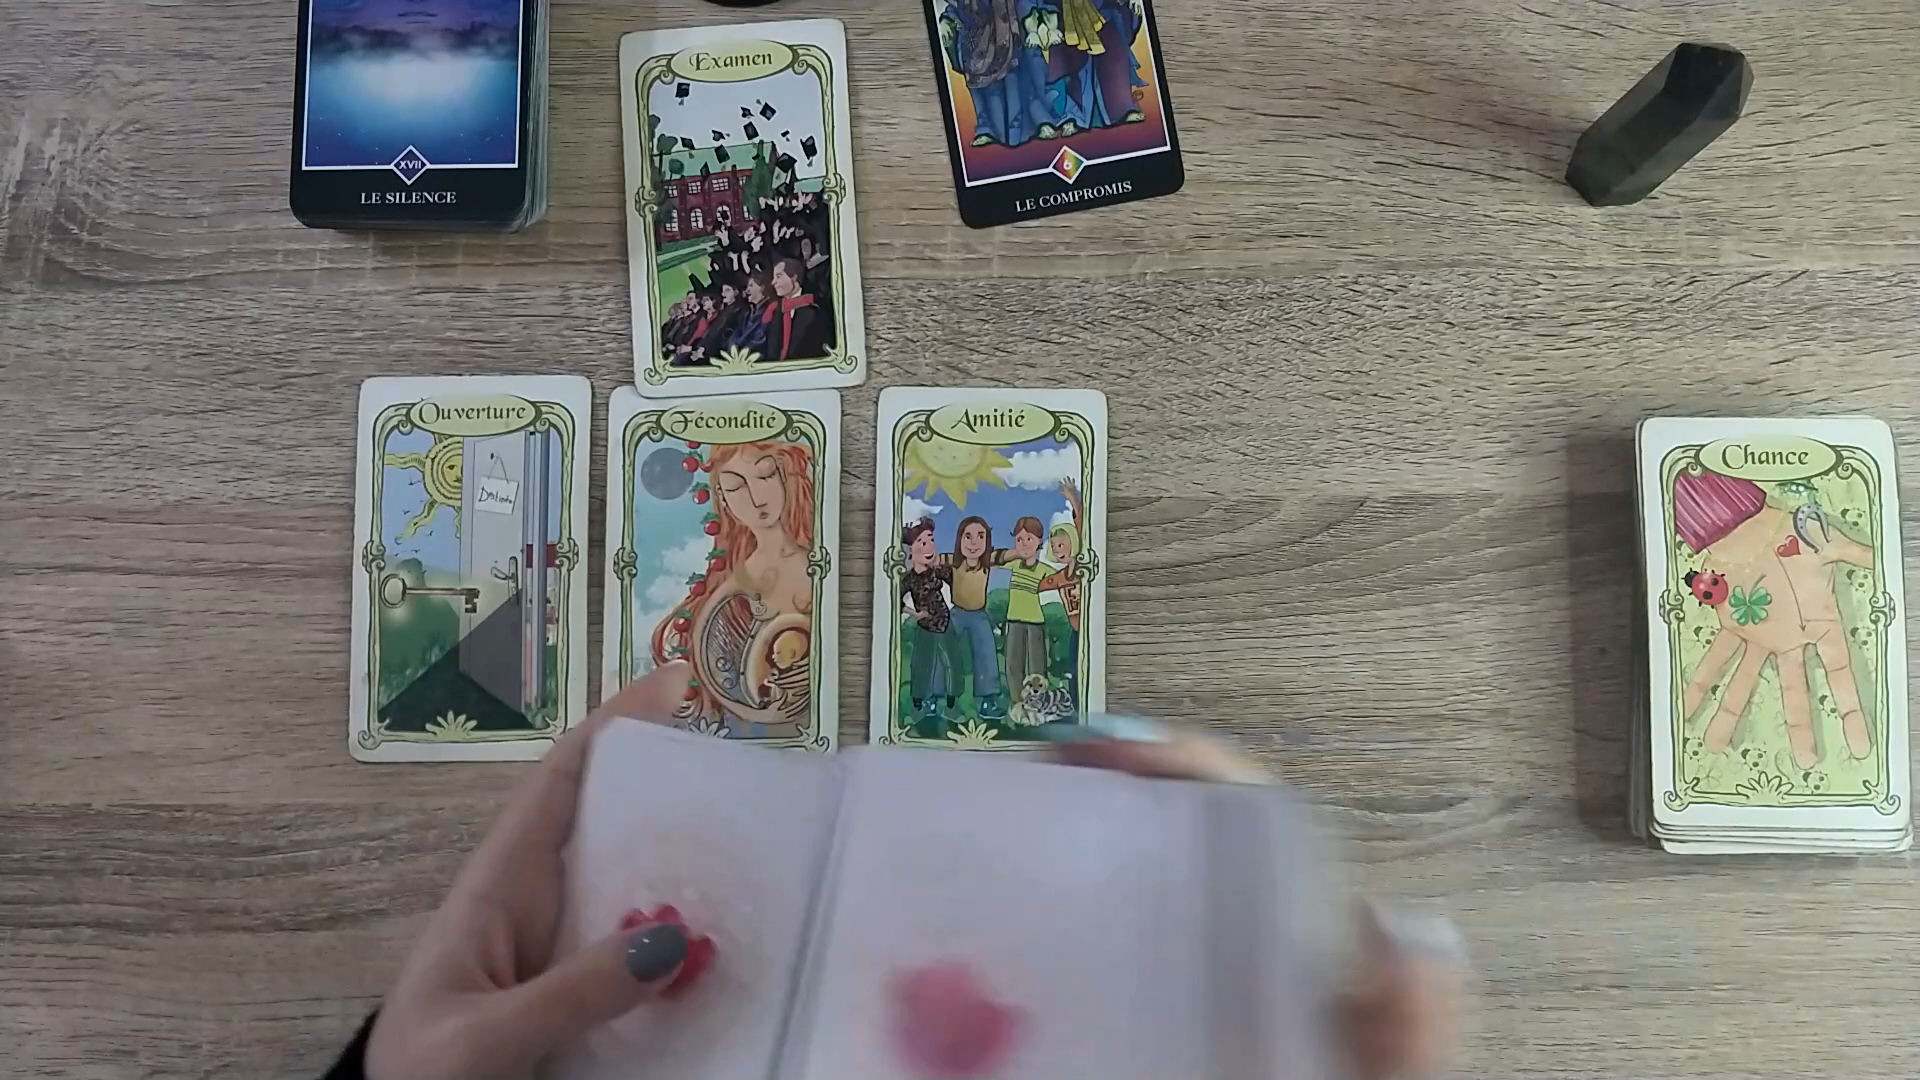 XVII
LE SILENCE
Examen
6
LE COMPROMIS
Ouverture
Fécondité
Amitié
Chance